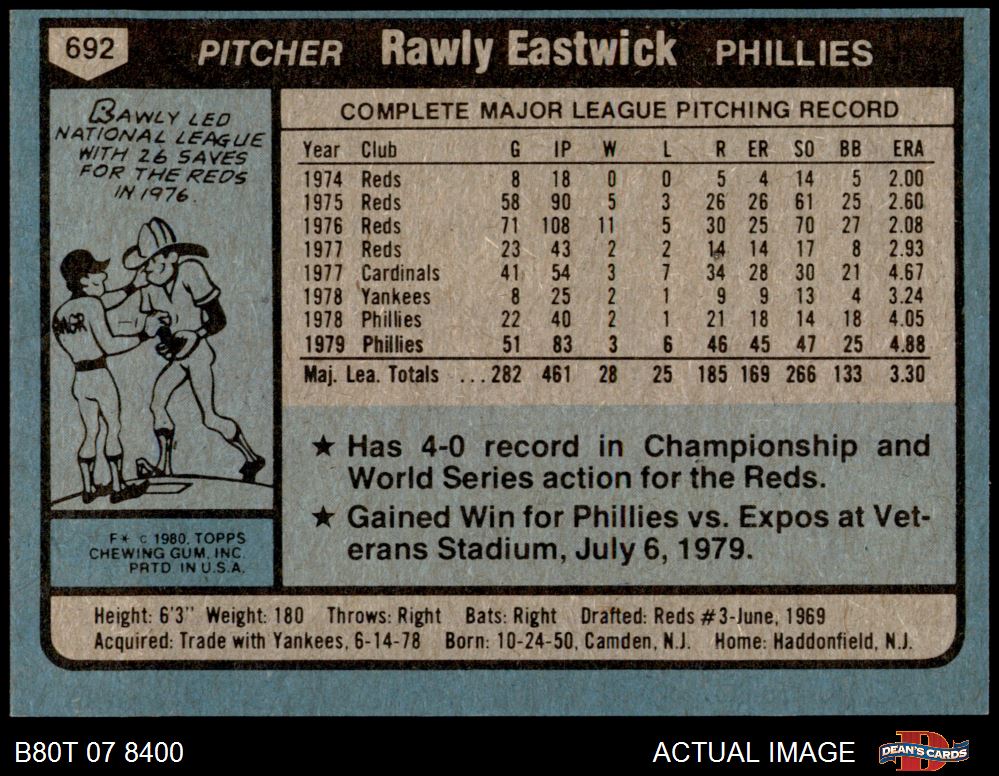 692 PITCHER Rawly Eastwick PHILLIES
RAWLY LED
NATIONAL LEAGUE
WITH 26 SAVES
FOR THE REDS
IN 1976.
MGR
F* © 1980, TOPPS
CHEWING GUM, INC.
PRTD IN U.S.A.
COMPLETE MAJOR LEAGUE PITCHING RECORD
Year Club G IP W L R ER SO BB ERA
1974 Reds 8 18 0 0 5 4 14 5 2.00
1975 Reds 58 90 5 3 26 26 61 25 2.60
1976 Reds 71 108 11 5 30 25 70 27 2.08
1977 Reds 23 43 2 2 14 14 17 8 2.93
1977 Cardinals 41 54 3 7 34 28 30 21 4.67
1978 Yankees 8 25 2 1 9 9 13 4 3.24
1978 Phillies 22 40 2 1 21 18 14 18 4.05
1979 Phillies 51 83 3 6 46 45 47 25 4.88
Maj. Lea. Totals ...282 461 28 25 185 169 266 133 3.30
★ Has 4-0 record in Championship and
World Series action for the Reds.
★ Gained Win for Phillies vs. Expos at Vet-
erans Stadium, July 6, 1979.
Height: 6'3" Weight: 180 Throws: Right Bats: Right Drafted: Reds #3-June, 1969
Acquired: Trade with Yankees, 6-14-78 Born: 10-24-50, Camden, N.J. Home: Haddonfield, N.J.
B80T 07 8400 ACTUAL IMAGE DEAN'S CARDS